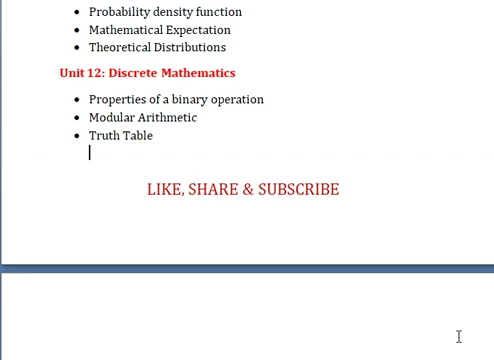 • Probability density function
• Mathematical Expectation
• Theoretical Distributions
Unit 12: Discrete Mathematics
• Properties of a binary operation
• Modular Arithmetic
• Truth Table
LIKE, SHARE & SUBSCRIBE